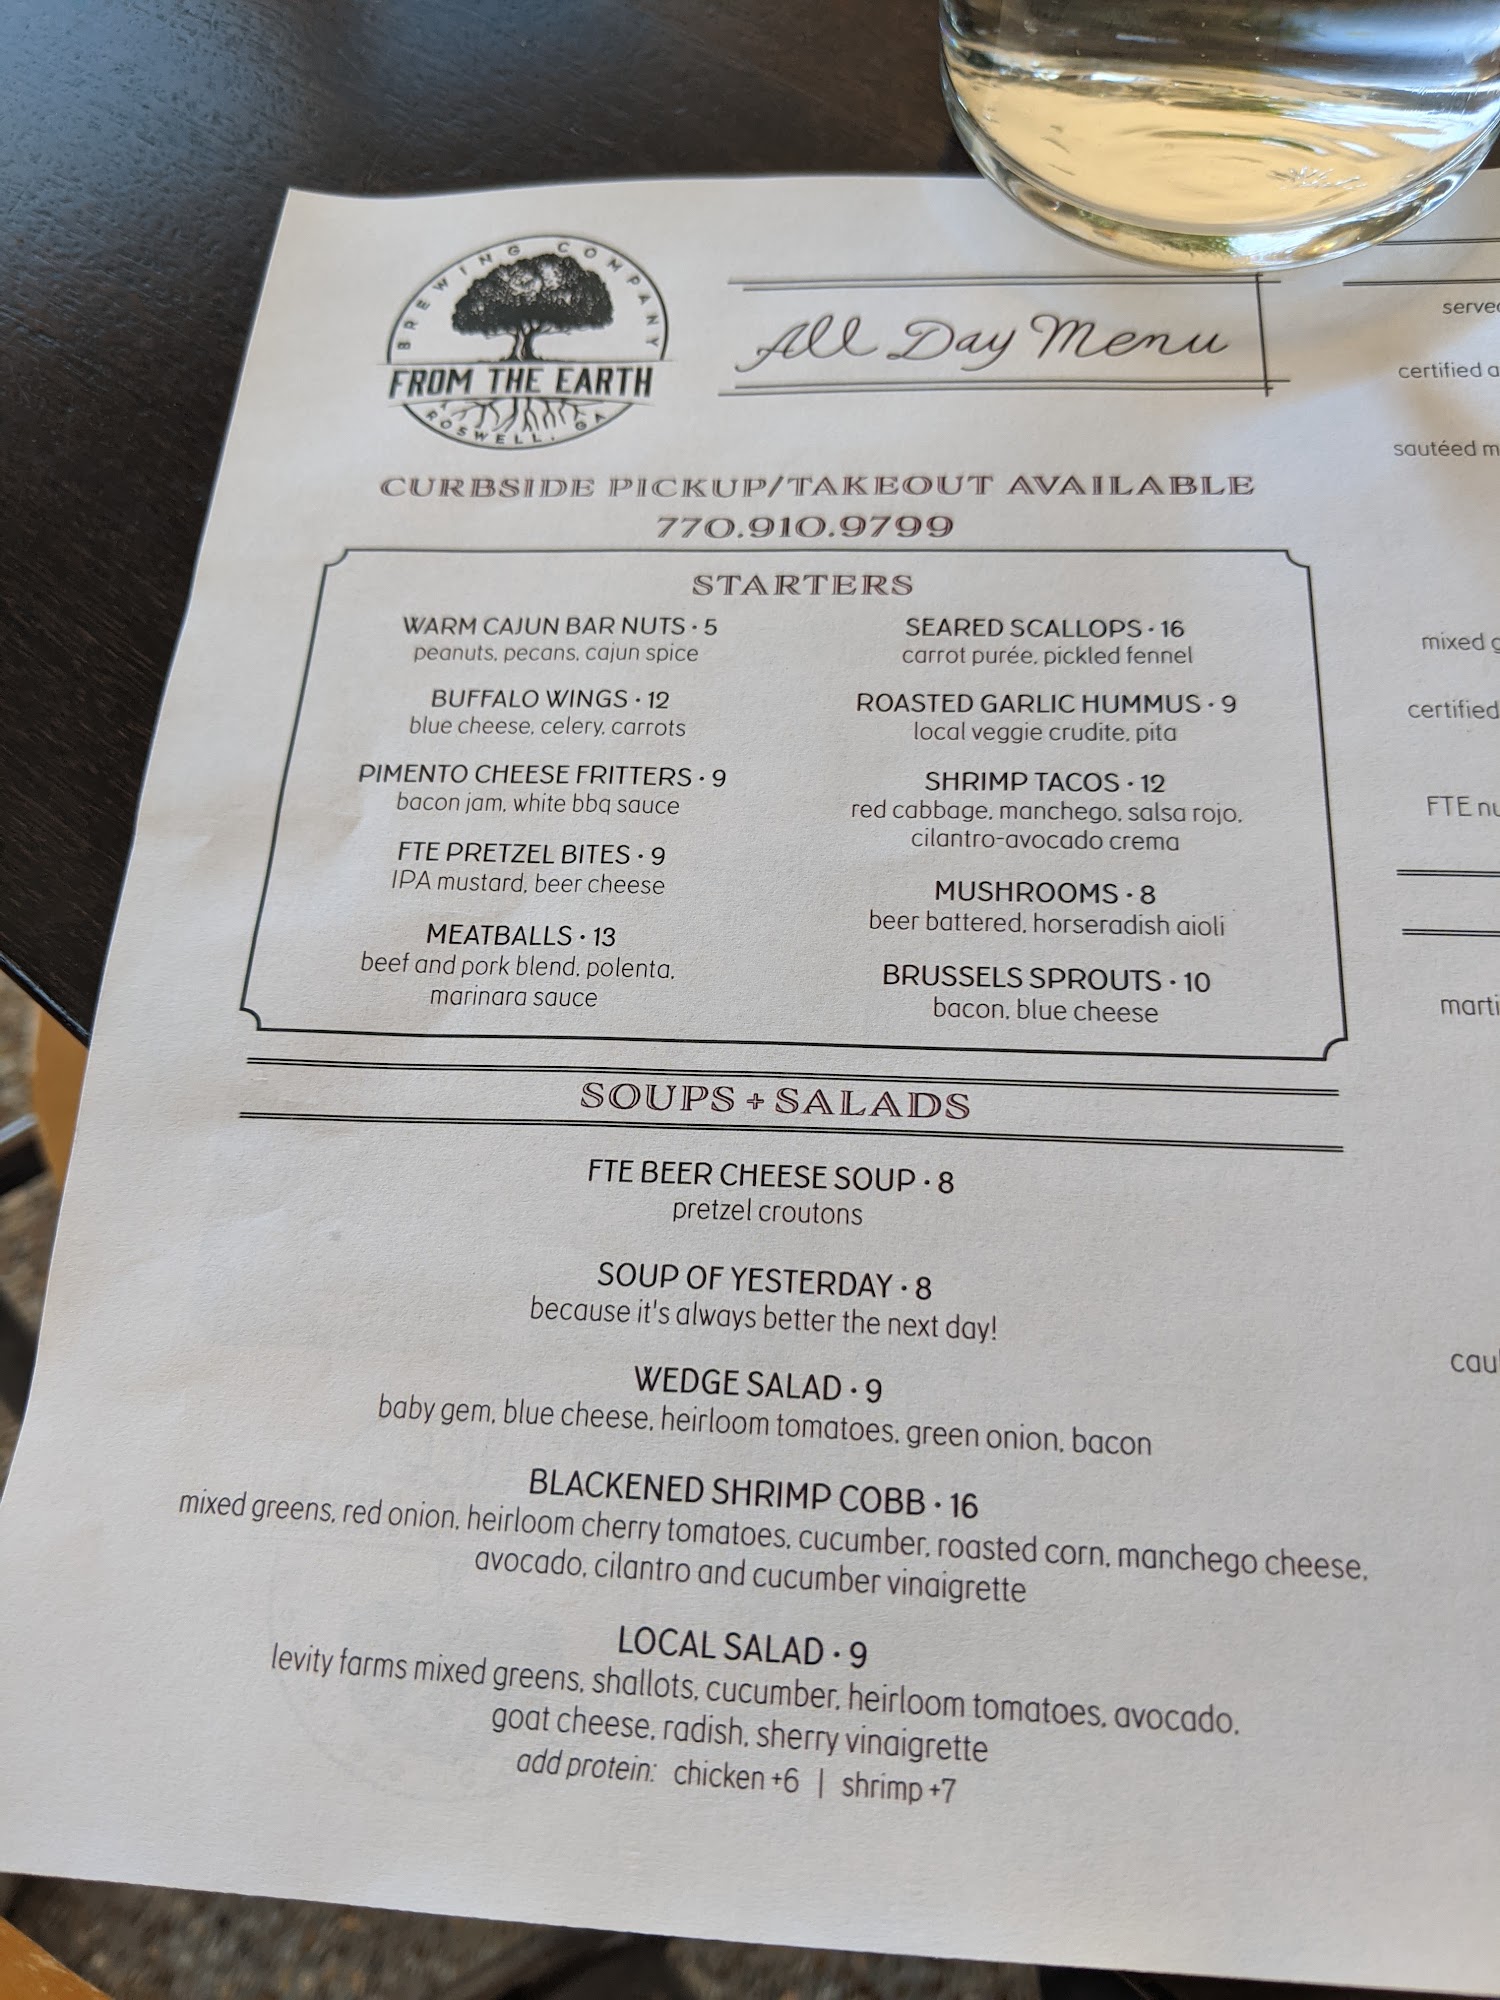 BREWING COMPANY
FROM THE EARTH
ROSWELL, GA
All Day Menu
CURBSIDE PICKUP/TAKEOUT AVAILABLE
770.910.9799
STARTERS
WARM CAJUN BAR NUTS · 5
peanuts, pecans, cajun spice
BUFFALO WINGS · 12
blue cheese, celery, carrots
PIMENTO CHEESE FRITTERS · 9
bacon jam, white bbq sauce
FTE PRETZEL BITES · 9
IPA mustard, beer cheese
MEATBALLS · 13
beef and pork blend, polenta,
marinara sauce
SEARED SCALLOPS · 16
carrot purée, pickled fennel
ROASTED GARLIC HUMMUS · 9
local veggie crudite, pita
SHRIMP TACOS · 12
red cabbage, manchego, salsa rojo,
cilantro-avocado crema
MUSHROOMS · 8
beer battered, horseradish aioli
BRUSSELS SPROUTS · 10
bacon, blue cheese
SOUPS + SALADS
FTE BEER CHEESE SOUP · 8
pretzel croutons
SOUP OF YESTERDAY · 8
because it's always better the next day!
WEDGE SALAD · 9
baby gem, blue cheese, heirloom tomatoes, green onion, bacon
BLACKENED SHRIMP COBB · 16
mixed greens, red onion, heirloom cherry tomatoes, cucumber, roasted corn, manchego cheese,
avocado, cilantro and cucumber vinaigrette
LOCAL SALAD · 9
levity farms mixed greens, shallots, cucumber, heirloom tomatoes, avocado,
goat cheese, radish, sherry vinaigrette
add protein: chicken +6 | shrimp +7
certified
sautéed
mixed
certified
FTE